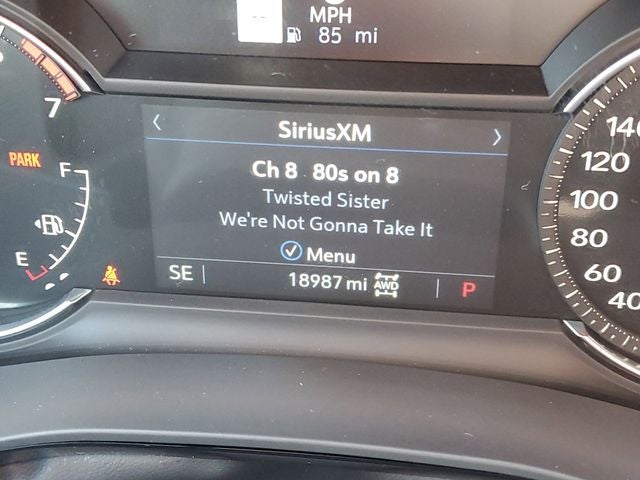 MPH
85 mi
7
PARK
F
E
SiriusXM
Ch 8 80s on 8
Twisted Sister
We're Not Gonna Take It
Menu
SE 18987 mi AWD P
140
120
100
80
60
40